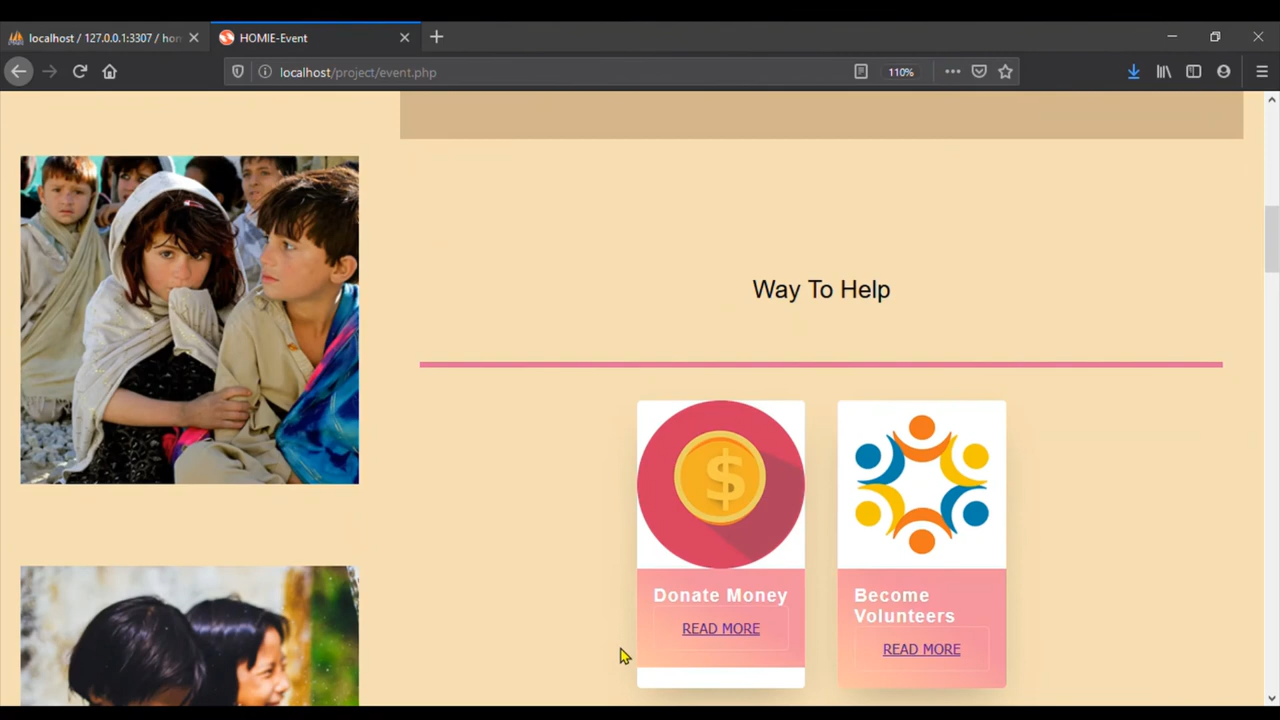 localhost / 127.0.0.1:3307 / hon
HOMIE-Event
localhost/project/event.php
110%
Way To Help
$
Donate Money
READ MORE
Become
Volunteers
READ MORE